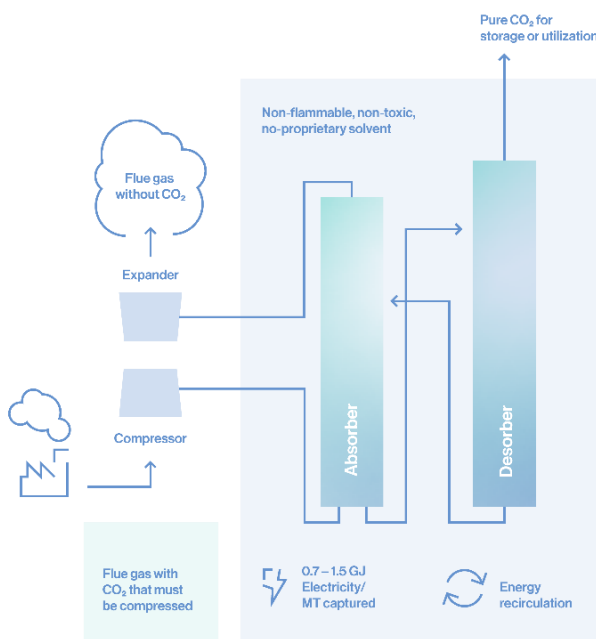 Pure CO₂ for
storage or utilization
Non-flammable, non-toxic,
no-proprietary solvent
Flue gas
without CO₂
Expander
Compressor
Absorber
Desorber
Flue gas with
CO₂ that must
be compressed
0.7 – 1.5 GJ
Electricity/
MT captured
Energy
recirculation